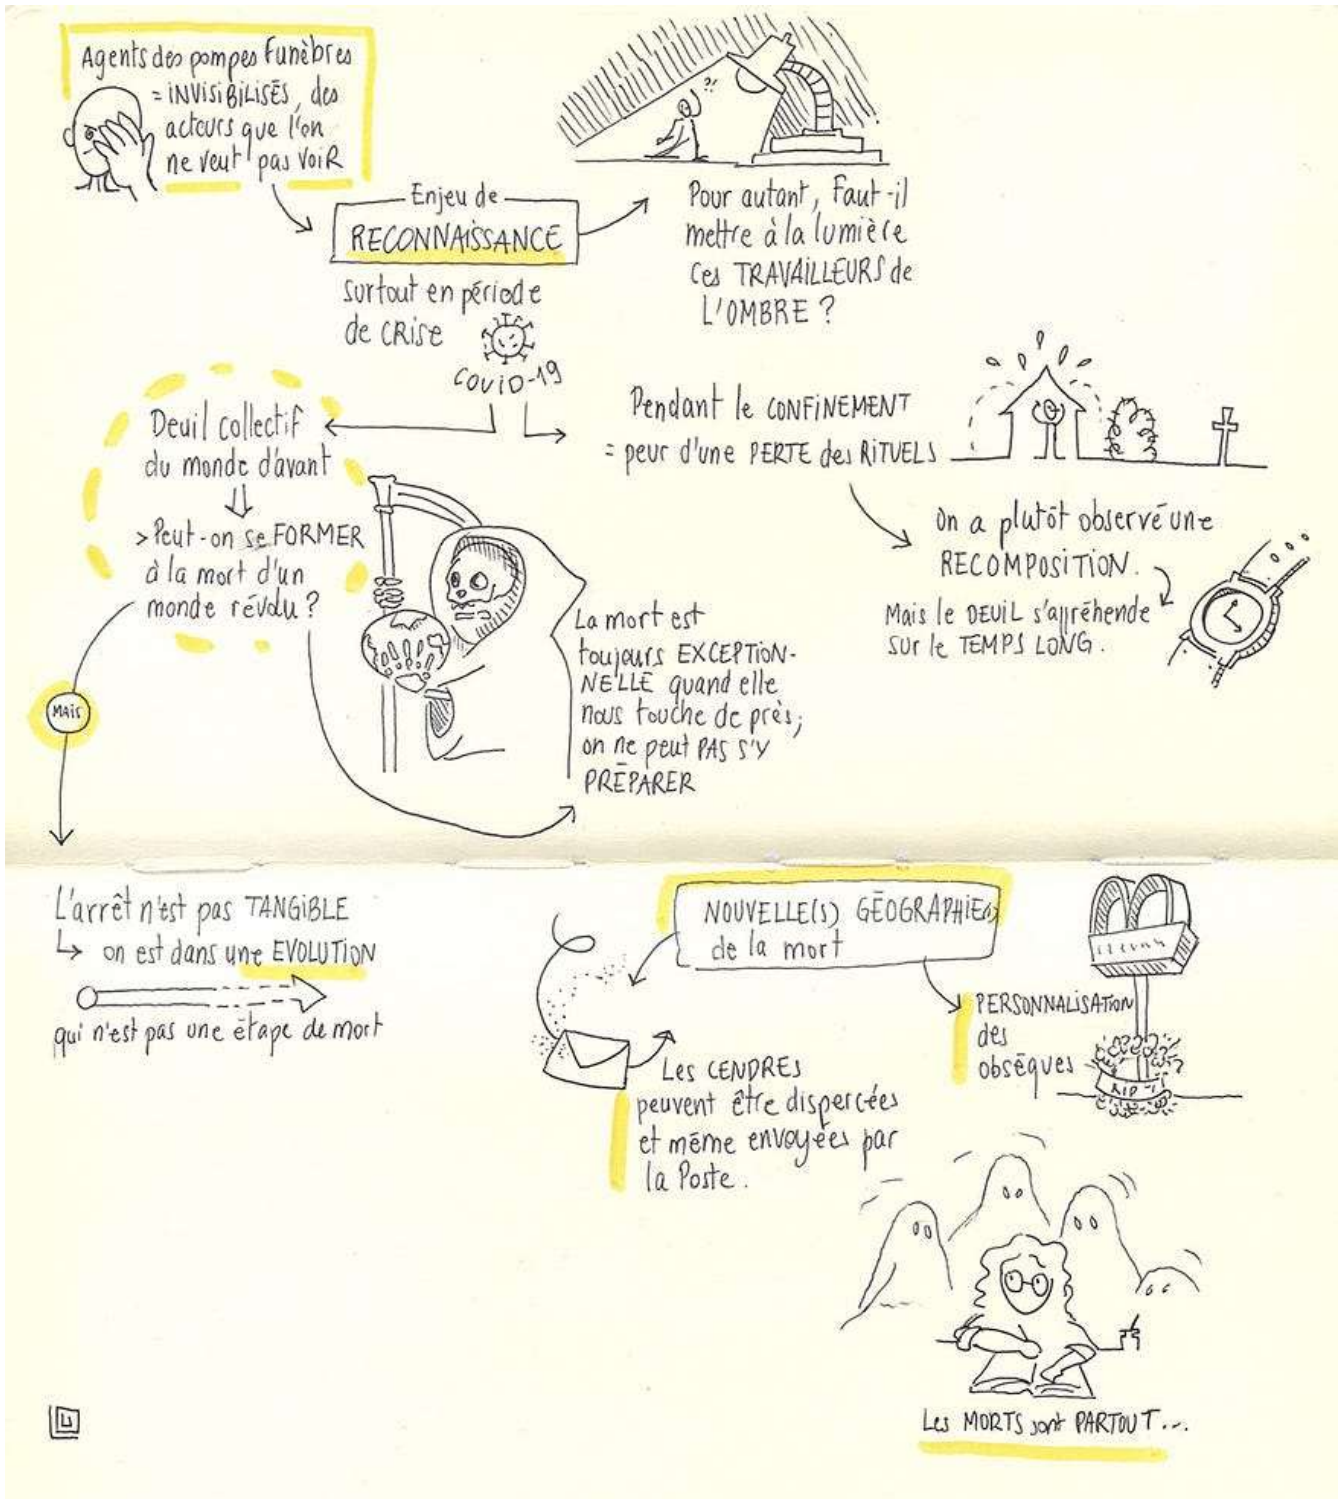 Agents des pompes Funèbres
= INVISIBILISÉS, des
acteurs que l'on
ne veut pas VOIR
?!
Enjeu de
RECONNAISSANCE
surtout en période
de CRISE
COVID-19
Pour autant, Faut-il
mettre à la lumière
ces TRAVAILLEURS de
L'OMBRE ?
Deuil collectif
du monde d'avant
> Peut-on se FORMER
à la mort d'un
monde révolu ?
Pendant le CONFINEMENT
= peur d'une PERTE des RITUELS
On a plutôt observé une
RECOMPOSITION.
Mais le DEUIL s'appréhende
sur le TEMPS LONG.
La mort est
toujours EXCEPTION-
NELLE quand elle
nous touche de près;
on ne peut PAS S'Y
PRÉPARER
MAIS
L'arrêt n'est pas TANGIBLE
↳ on est dans une EVOLUTION
qui n'est pas une étape de mort
NOUVELLE(S) GÉOGRAPHIE(S)
de la mort
PERSONNALISATION
des
obsèques
RIP
Les CENDRES
peuvent être dispercées
et même envoyées par
la Poste.
Les MORTS sont PARTOUT...